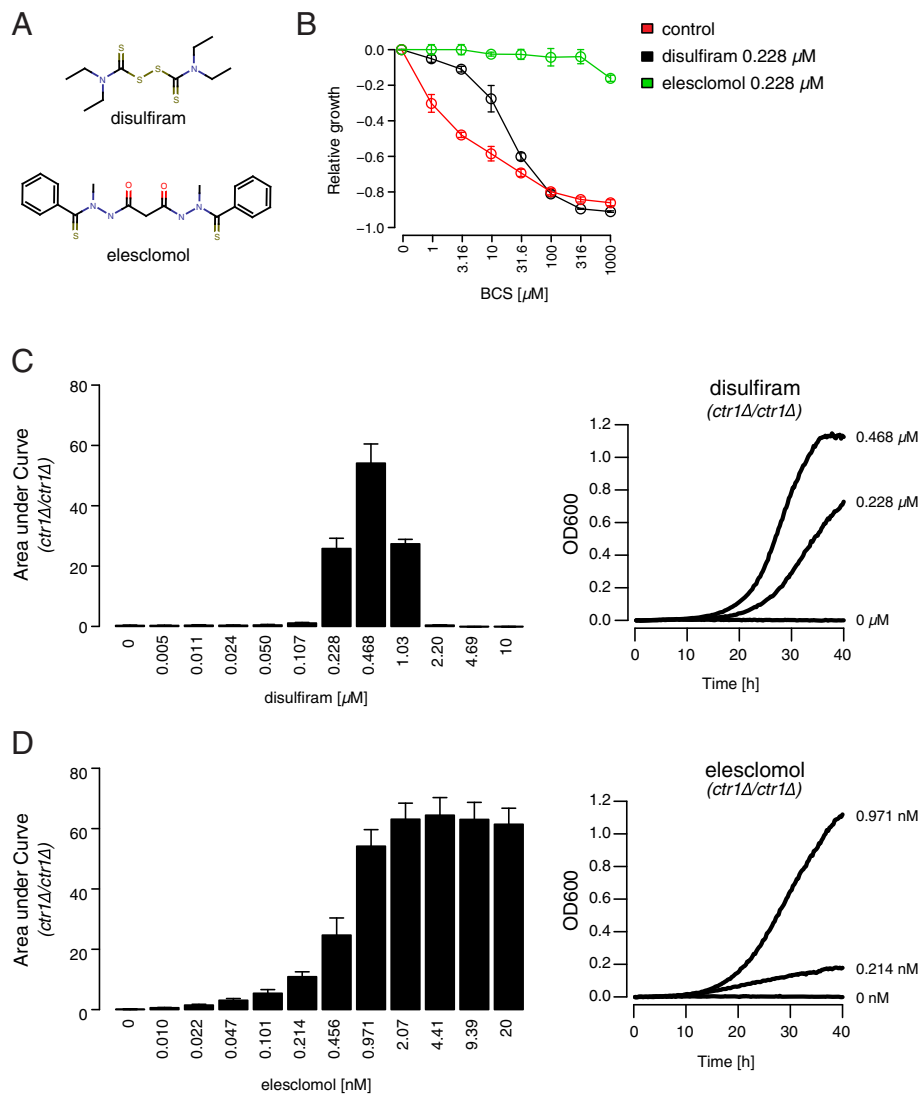 A
S
N
S
S
N
S
disulfiram
O
O
N
N
N
N
S
S
elesclomol
B
control
disulfiram 0.228 µM
elesclomol 0.228 µM
Relative growth
0.0
−0.2
−0.4
−0.6
−0.8
−1.0
0
1
3.16
10
31.6
100
316
1000
BCS [µM]
C
Area under Curve
(ctr1Δ/ctr1Δ)
80
60
40
20
0
0
0.005
0.011
0.024
0.050
0.107
0.228
0.468
1.03
2.20
4.69
10
disulfiram [µM]
disulfiram
(ctr1Δ/ctr1Δ)
OD600
1.2
1.0
0.8
0.6
0.4
0.2
0.0
0.468 µM
0.228 µM
0 µM
0
10
20
30
40
Time [h]
D
Area under Curve
(ctr1Δ/ctr1Δ)
80
60
40
20
0
0
0.010
0.022
0.047
0.101
0.214
0.456
0.971
2.07
4.41
9.39
20
elesclomol [nM]
elesclomol
(ctr1Δ/ctr1Δ)
OD600
1.2
1.0
0.8
0.6
0.4
0.2
0.0
0.971 nM
0.214 nM
0 nM
0
10
20
30
40
Time [h]